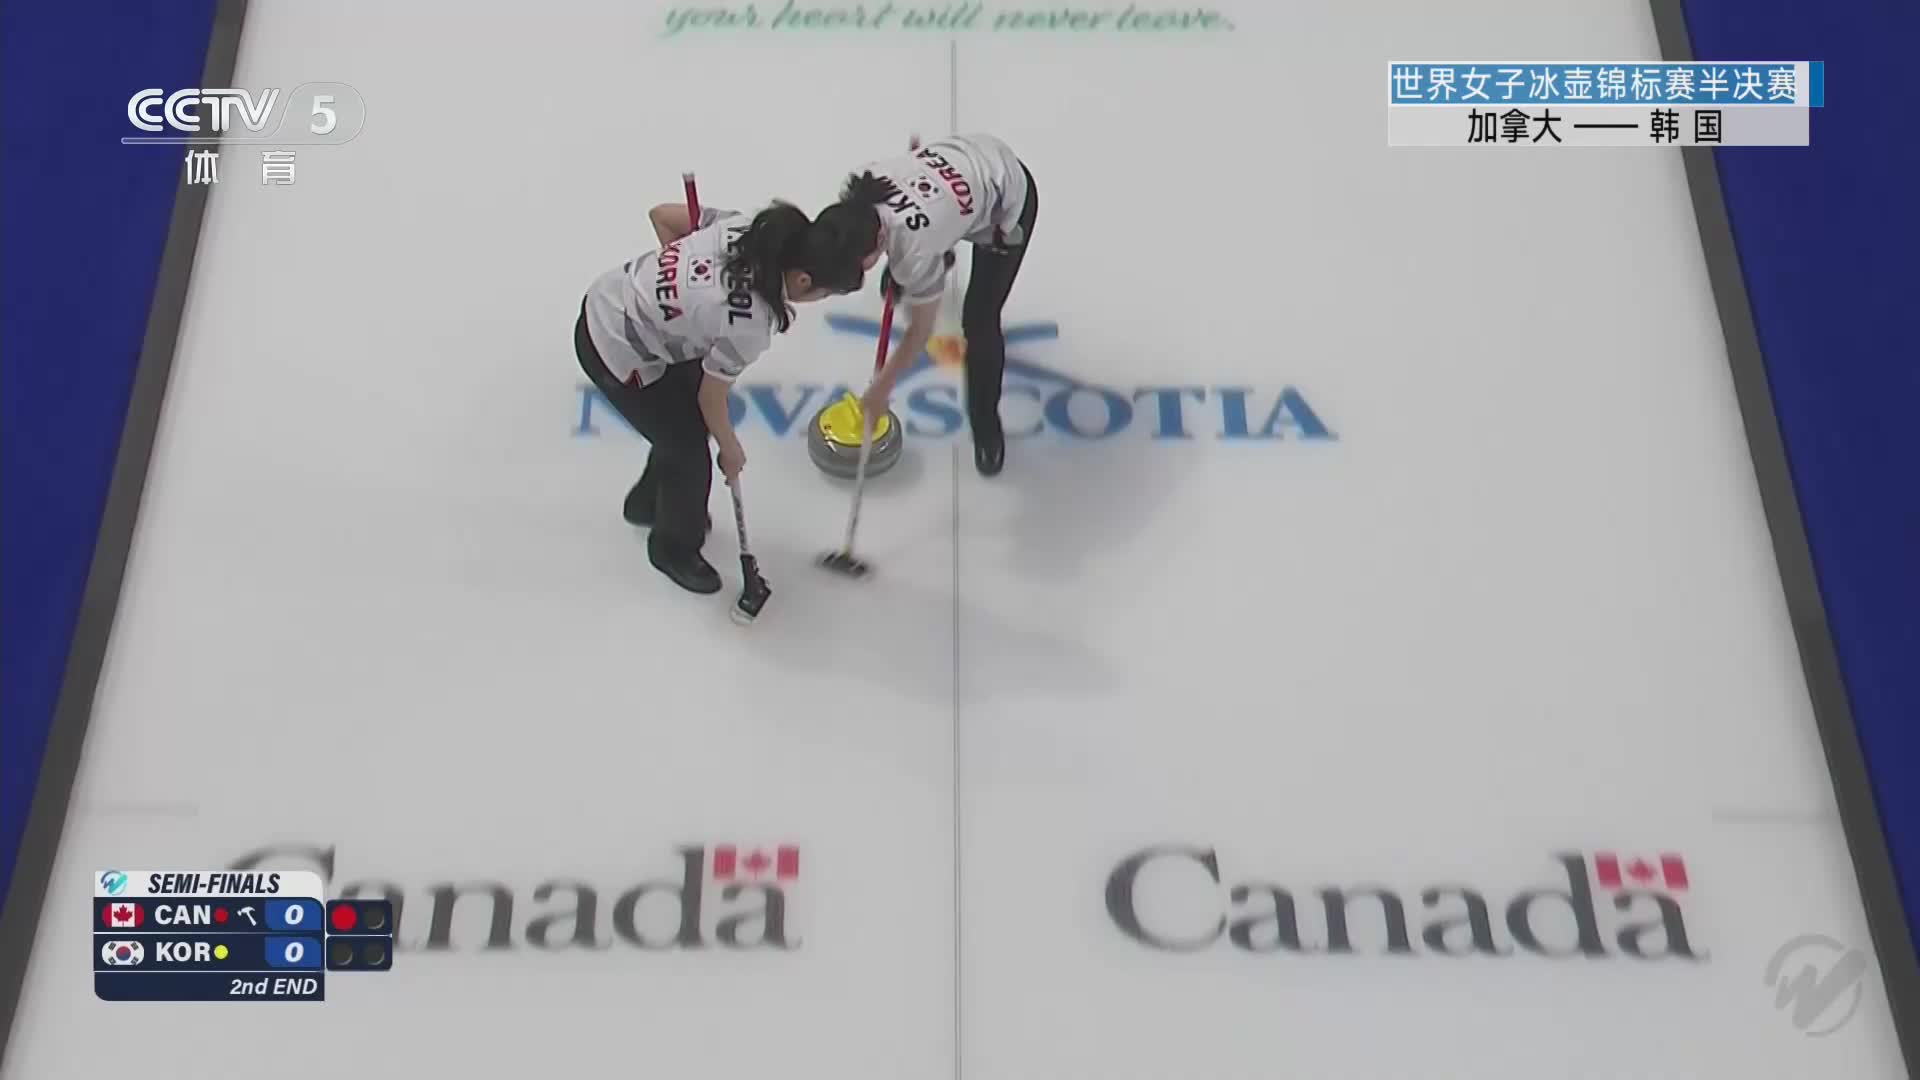 your heart will never leave.
世界女子冰壶锦标赛半决赛
加拿大 —— 韩 国
CCTV 5
体 育
S.KIM
KOREA
KOREA
NOVA SCOTIA
Canada
Canada
SEMI-FINALS
CAN 0
KOR 0
2nd END